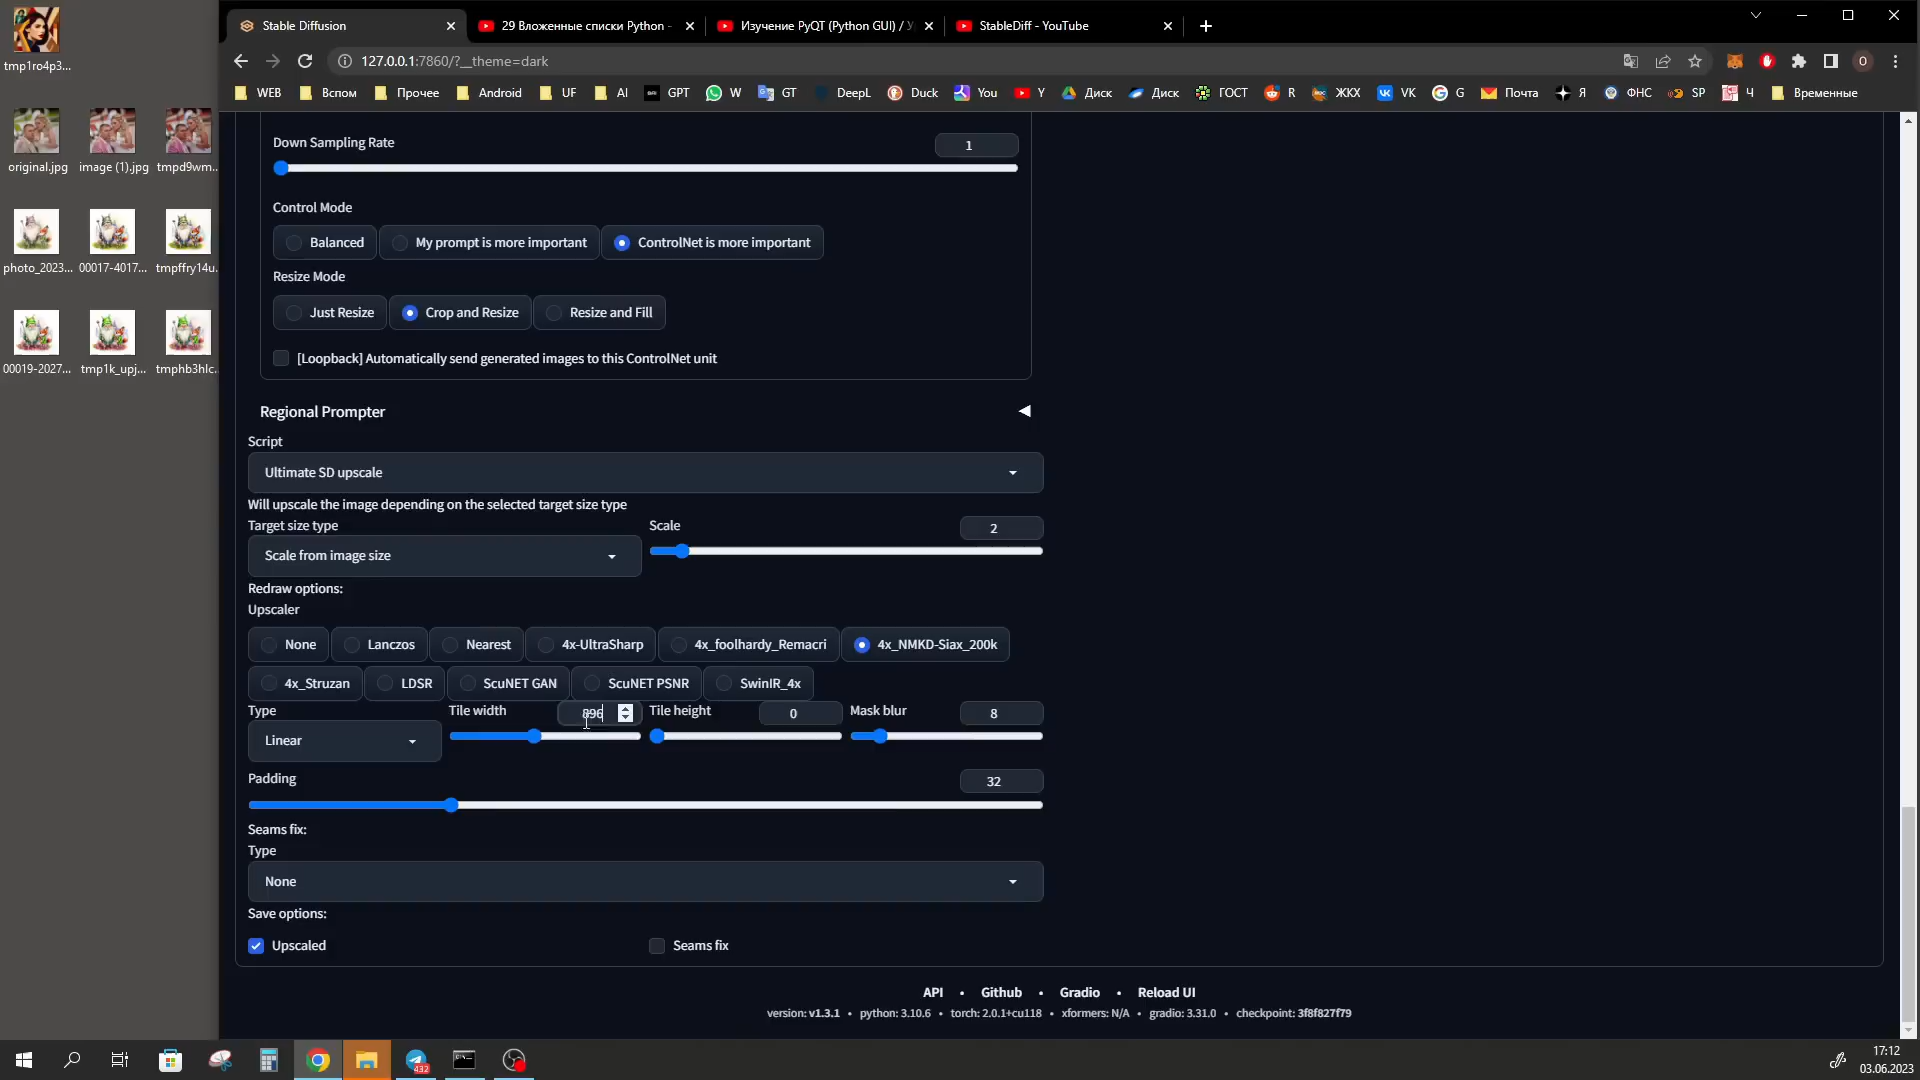 tmp1ro4p3...
original.jpg
image (1).jpg
tmpd9wm...
photo_2023...
00017-4017...
tmpffry14u...
00019-2027...
tmp1k_upj...
tmphb3hlc...
Stable Diffusion
29 Вложенные списки Python -
Изучение PyQT (Python GUI) / У
StableDiff - YouTube
127.0.0.1:7860/?__theme=dark
О
WEB
Вспом
Прочее
Android
UF
AI
GPT
W
GT
DeepL
Duck
You
Y
Диск
Диск
ГОСТ
R
ЖКХ
VK
G
Почта
Я
ФНС
SP
Ч
Временные
Down Sampling Rate
1
Control Mode
Balanced
My prompt is more important
ControlNet is more important
Resize Mode
Just Resize
Crop and Resize
Resize and Fill
[Loopback] Automatically send generated images to this ControlNet unit
Regional Prompter
Script
Ultimate SD upscale
Will upscale the image depending on the selected target size type
Target size type
Scale
2
Scale from image size
Redraw options:
Upscaler
None
Lanczos
Nearest
4x-UltraSharp
4x_foolhardy_Remacri
4x_NMKD-Siax_200k
4x_Struzan
LDSR
ScuNET GAN
ScuNET PSNR
SwinIR_4x
Type
Tile width
896
Tile height
0
Mask blur
8
Linear
Padding
32
Seams fix:
Type
None
Save options:
Upscaled
Seams fix
API • Github • Gradio • Reload UI
version: v1.3.1 • python: 3.10.6 • torch: 2.0.1+cu118 • xformers: N/A • gradio: 3.31.0 • checkpoint: 3f8f827f79
432
17:12
03.06.2023